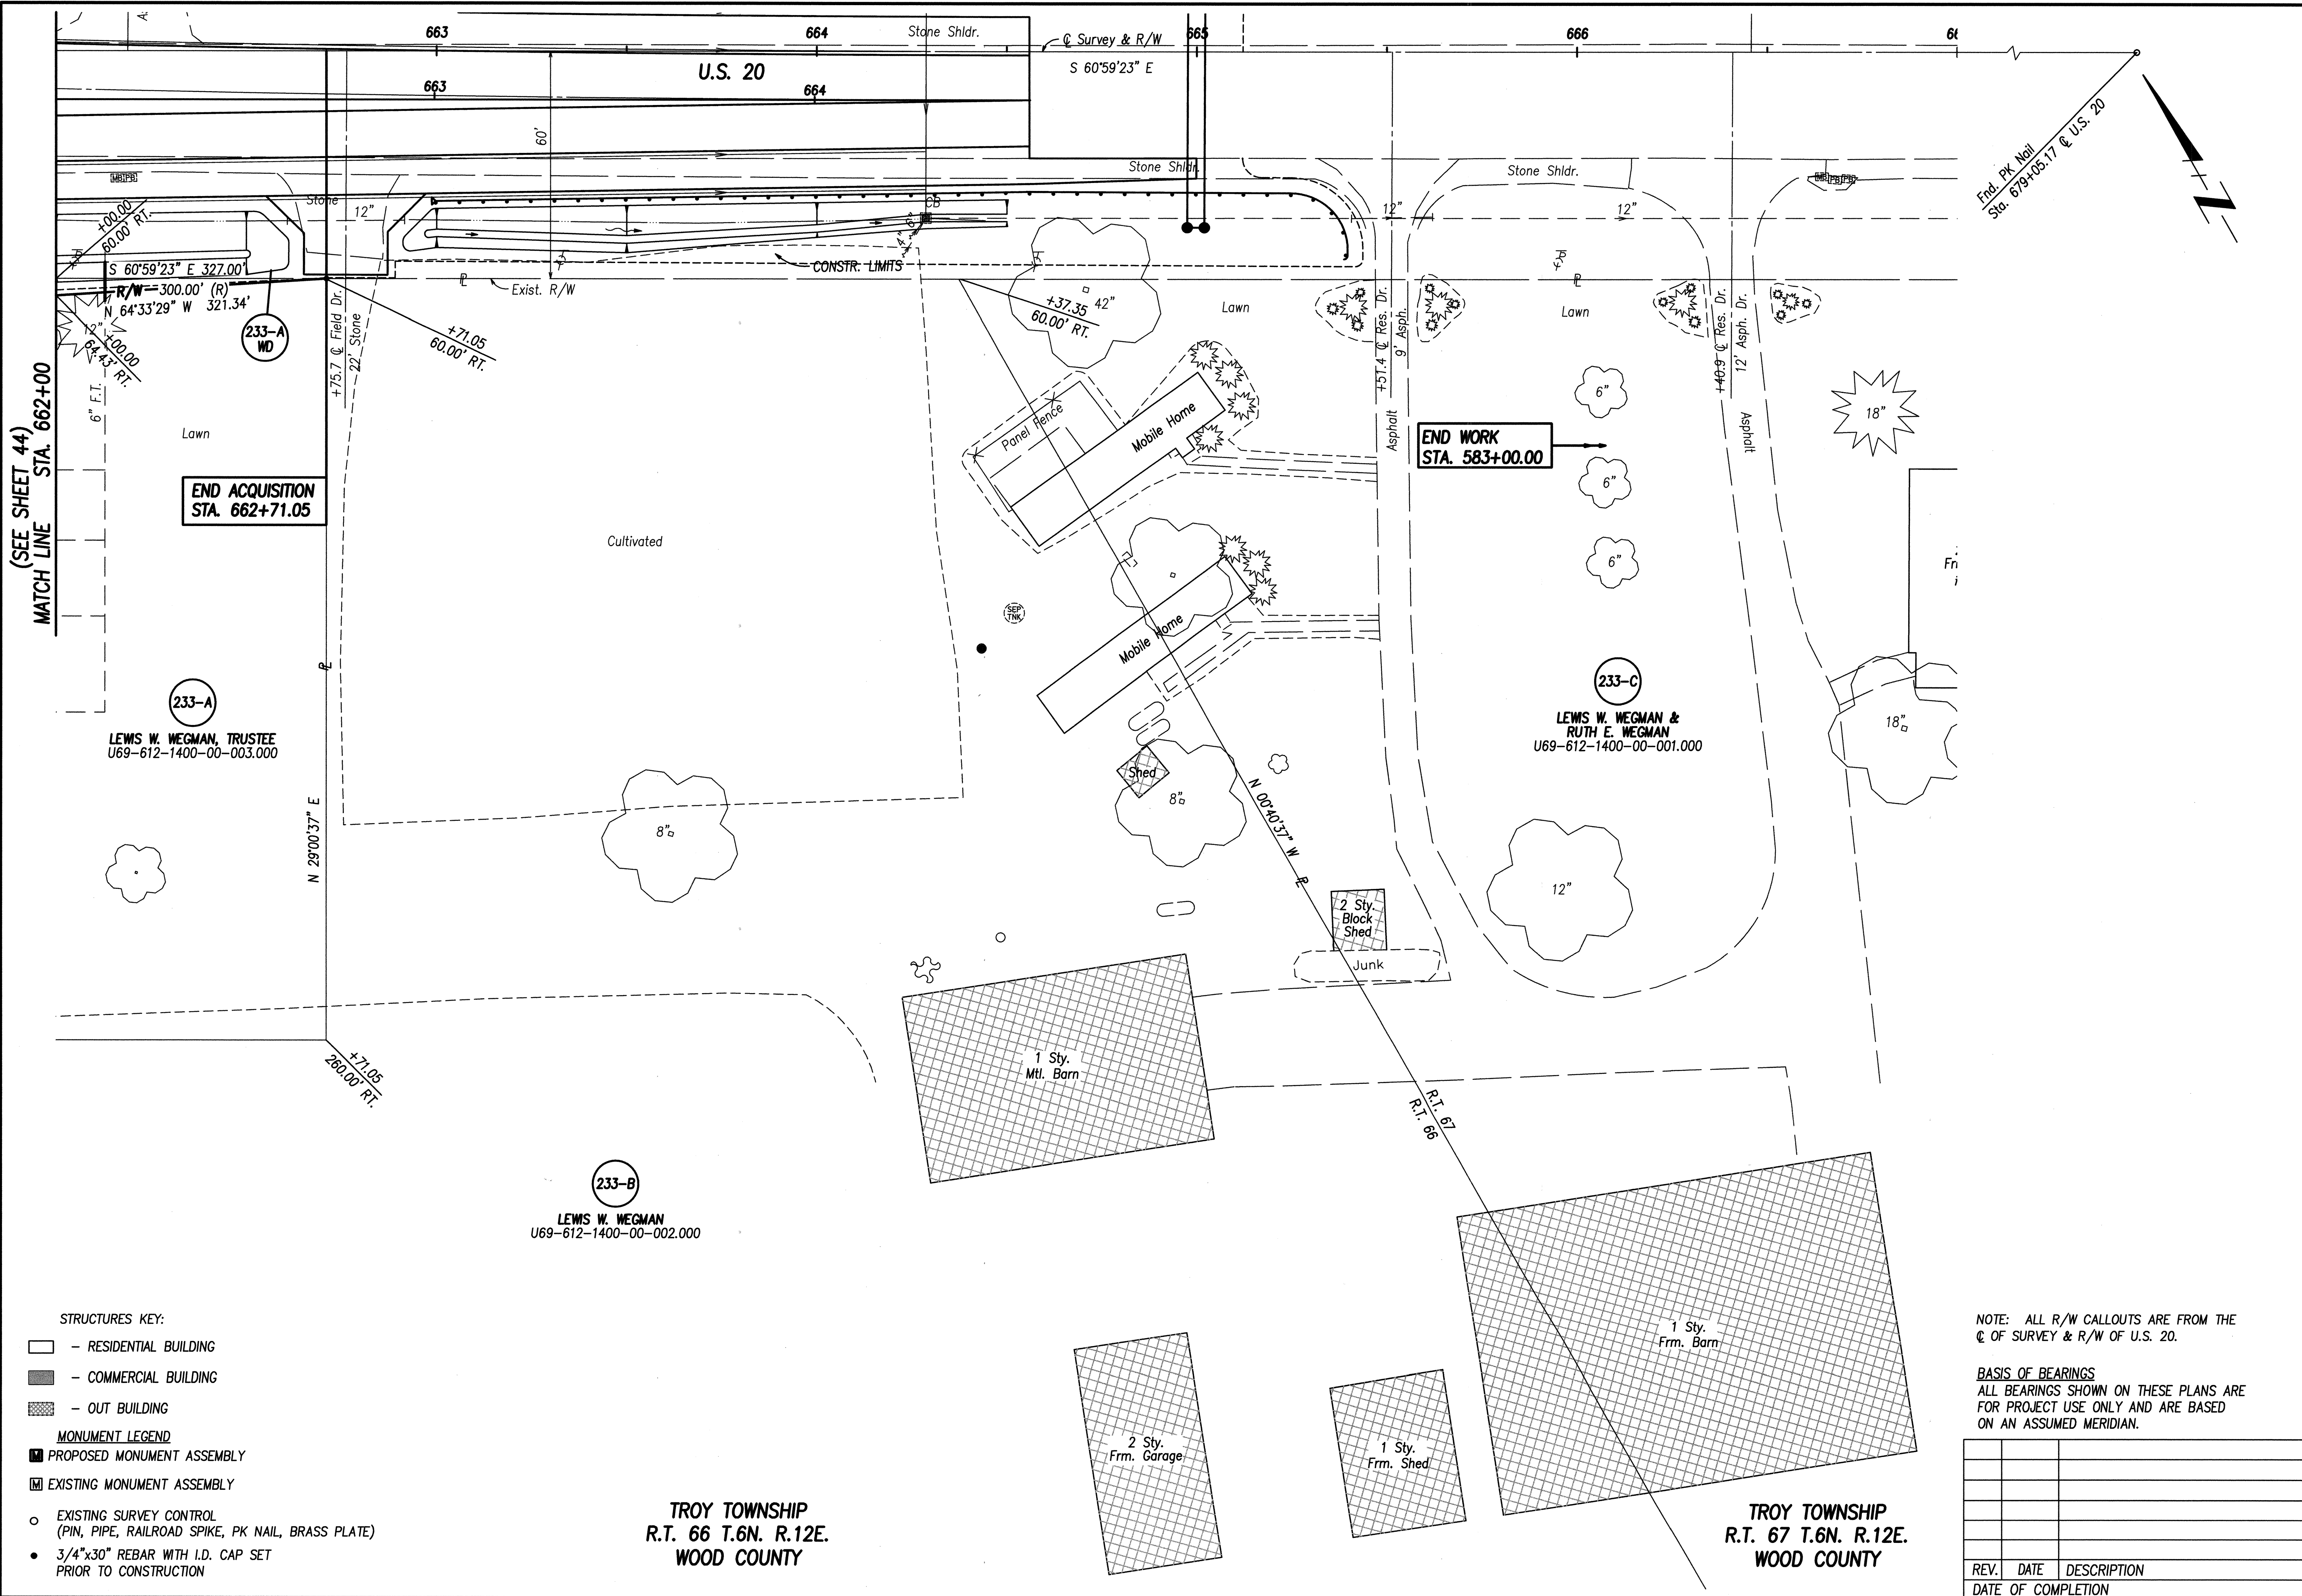 663
664
Stone Shldr.
℄ Survey & R/W
S 60°59'23" E
665
666
U.S. 20
663
664
60'
Fnd. PK Nail
Sta. 679+05.17 ℄ U.S. 20
Stone Shldr.
Stone Shldr.
Stone
12"
CB
12"
12"
+00.00
60.00' RT.
S 60°59'23" E 327.00'
R/W 300.00' (R)
N 64°33'29" W 321.34'
CONSTR. LIMITS
Exist. R/W
12"
+00.00
64.43' RT.
233-A
WD
+75.7 ℄ Field Dr.
22' Stone
+71.05
60.00' RT.
+37.35
60.00' RT.
42"
Lawn
+51.4 ℄ Res. Dr.
9' Asph.
Lawn
+40.9 ℄ Res. Dr.
12' Asph. Dr.
(SEE SHEET 44)
MATCH LINE STA. 662+00
6" F.T.
Lawn
Panel Fence
Mobile Home
Asphalt
END WORK
STA. 583+00.00
6"
Asphalt
18"
6"
6"
END ACQUISITION
STA. 662+71.05
Cultivated
SEP
TNK
Mobile Home
233-A
LEWIS W. WEGMAN, TRUSTEE
U69-612-1400-00-003.000
233-C
LEWIS W. WEGMAN &
RUTH E. WEGMAN
U69-612-1400-00-001.000
18"
N 29°00'37" E
8"
Shed
8"
N 00°40'37" W
12"
2 Sty.
Block
Shed
Junk
+71.05
260.00' RT.
1 Sty.
Mtl. Barn
R.T. 67
R.T. 66
233-B
LEWIS W. WEGMAN
U69-612-1400-00-002.000
1 Sty.
Frm. Barn
2 Sty.
Frm. Garage
1 Sty.
Frm. Shed
STRUCTURES KEY:
- RESIDENTIAL BUILDING
- COMMERCIAL BUILDING
- OUT BUILDING
MONUMENT LEGEND
M PROPOSED MONUMENT ASSEMBLY
M EXISTING MONUMENT ASSEMBLY
EXISTING SURVEY CONTROL
(PIN, PIPE, RAILROAD SPIKE, PK NAIL, BRASS PLATE)
3/4"x30" REBAR WITH I.D. CAP SET
PRIOR TO CONSTRUCTION
TROY TOWNSHIP
R.T. 66 T.6N. R.12E.
WOOD COUNTY
TROY TOWNSHIP
R.T. 67 T.6N. R.12E.
WOOD COUNTY
NOTE: ALL R/W CALLOUTS ARE FROM THE
℄ OF SURVEY & R/W OF U.S. 20.
BASIS OF BEARINGS
ALL BEARINGS SHOWN ON THESE PLANS ARE
FOR PROJECT USE ONLY AND ARE BASED
ON AN ASSUMED MERIDIAN.
REV. DATE DESCRIPTION
DATE OF COMPLETION